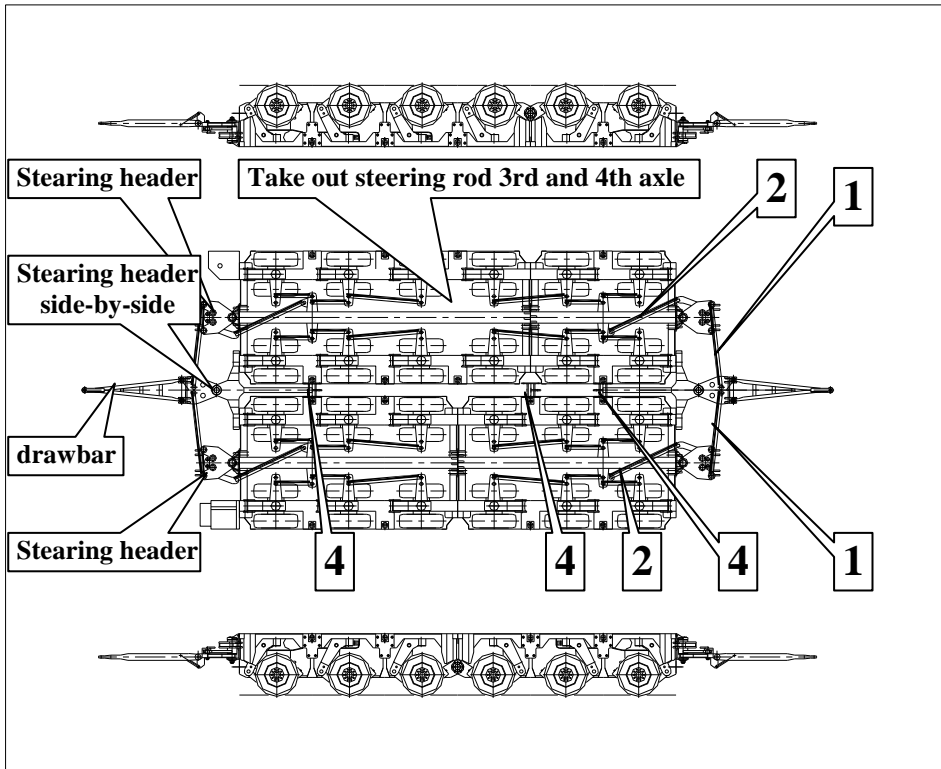 Stearing header
Take out steering rod 3rd and 4th axle
2
1
Stearing header
side-by-side
drawbar
Stearing header
4
4
2
4
1